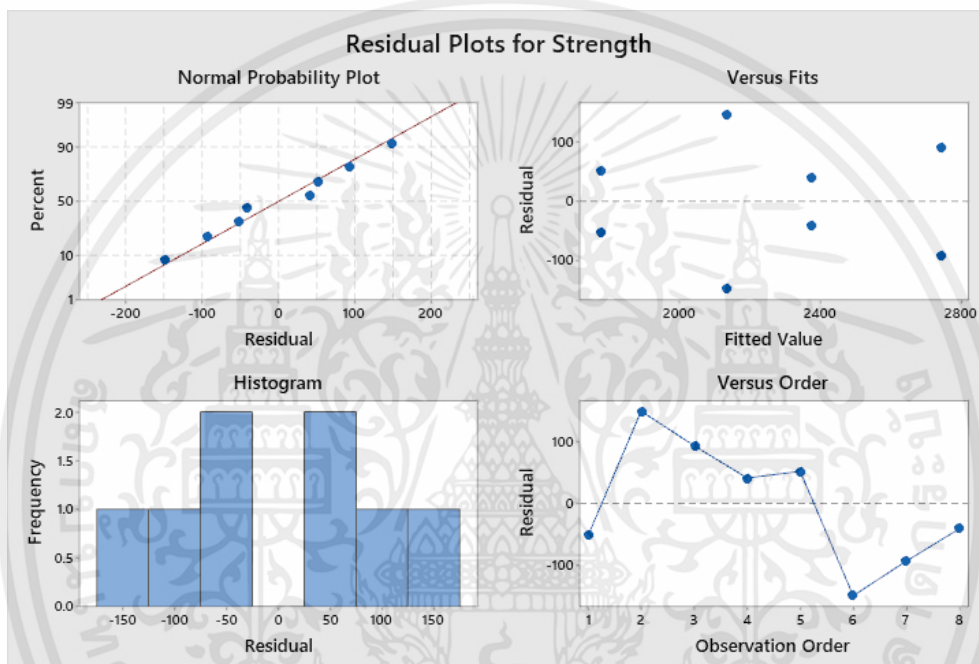 Residual Plots for Strength
Normal Probability Plot
99
90
50
10
1
Percent
-200 -100 0 100 200
Residual
Versus Fits
100
0
-100
Residual
2000 2400 2800
Fitted Value
Histogram
2.0
1.5
1.0
0.5
0.0
Frequency
-150 -100 -50 0 50 100 150
Residual
Versus Order
100
0
-100
Residual
1 2 3 4 5 6 7 8
Observation Order